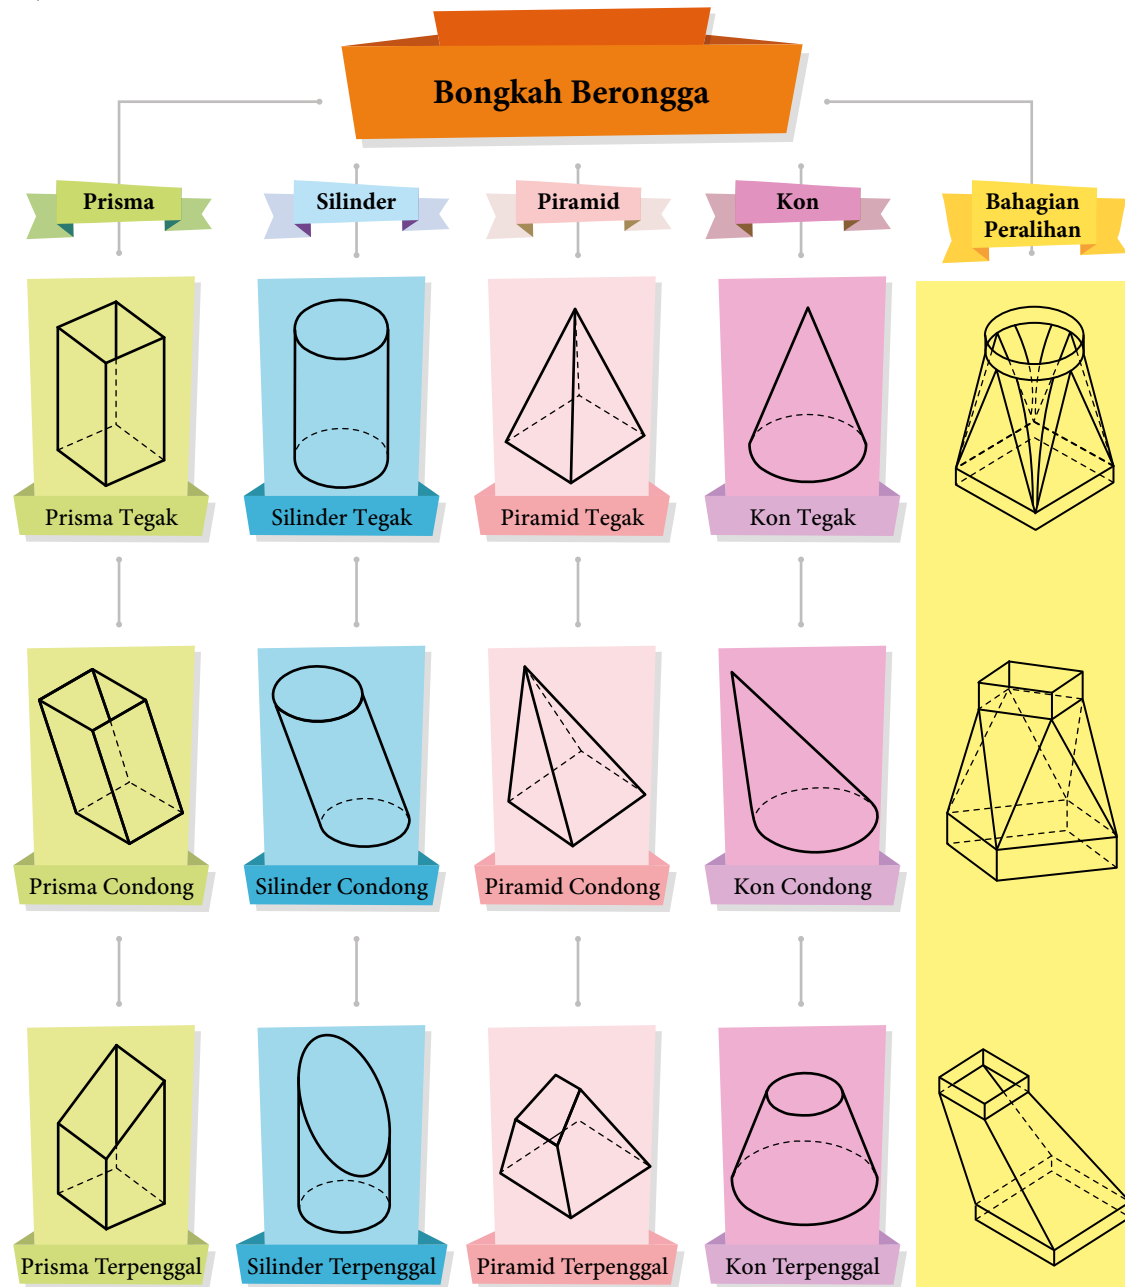 Bongkah Berongga
Prisma
Silinder
Piramid
Kon
Bahagian
Peralihan
Prisma Tegak
Silinder Tegak
Piramid Tegak
Kon Tegak
Prisma Condong
Silinder Condong
Piramid Condong
Kon Condong
Prisma Terpenggal
Silinder Terpenggal
Piramid Terpenggal
Kon Terpenggal